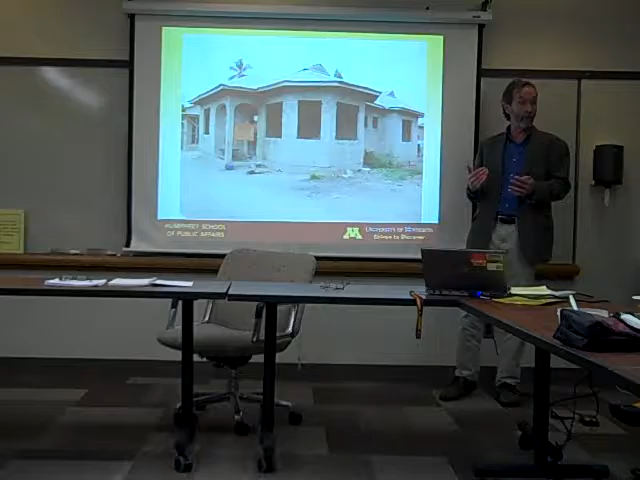 HUMPHREY SCHOOL
OF PUBLIC AFFAIRS
M
UNIVERSITY OF MINNESOTA
Driven to Discover